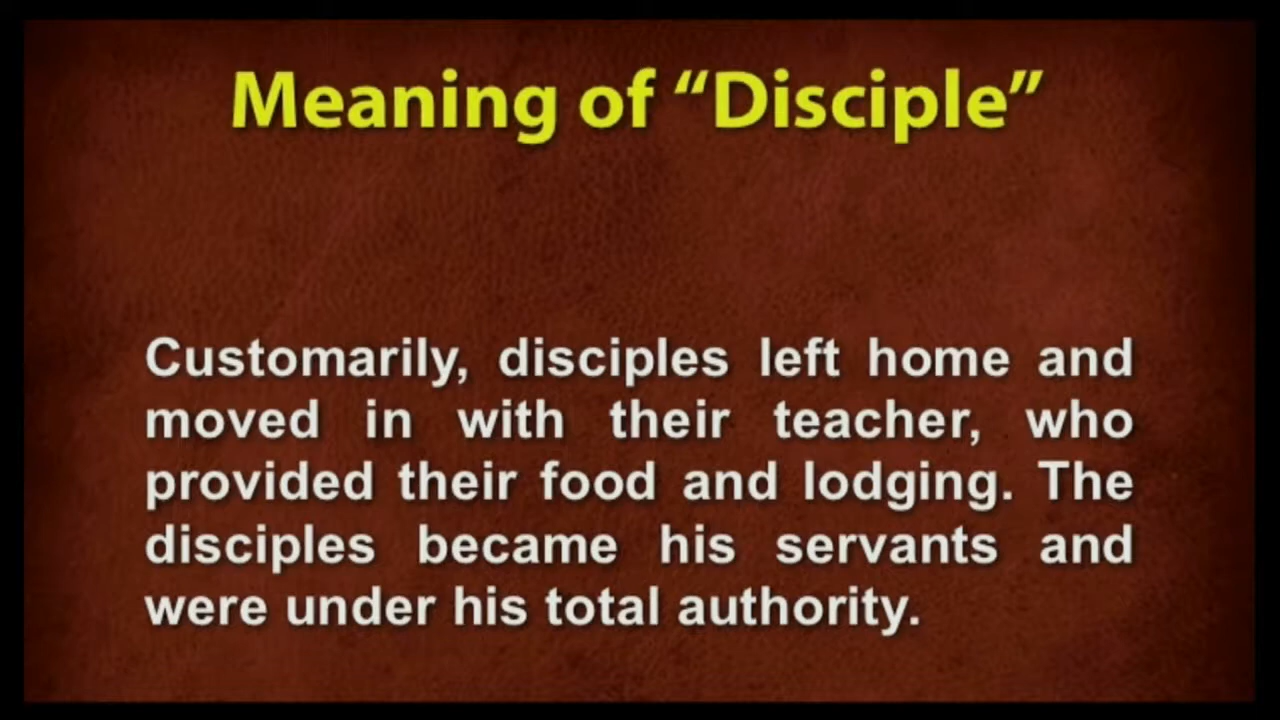 Meaning of “Disciple”
Customarily, disciples left home and
moved in with their teacher, who
provided their food and lodging. The
disciples became his servants and
were under his total authority.